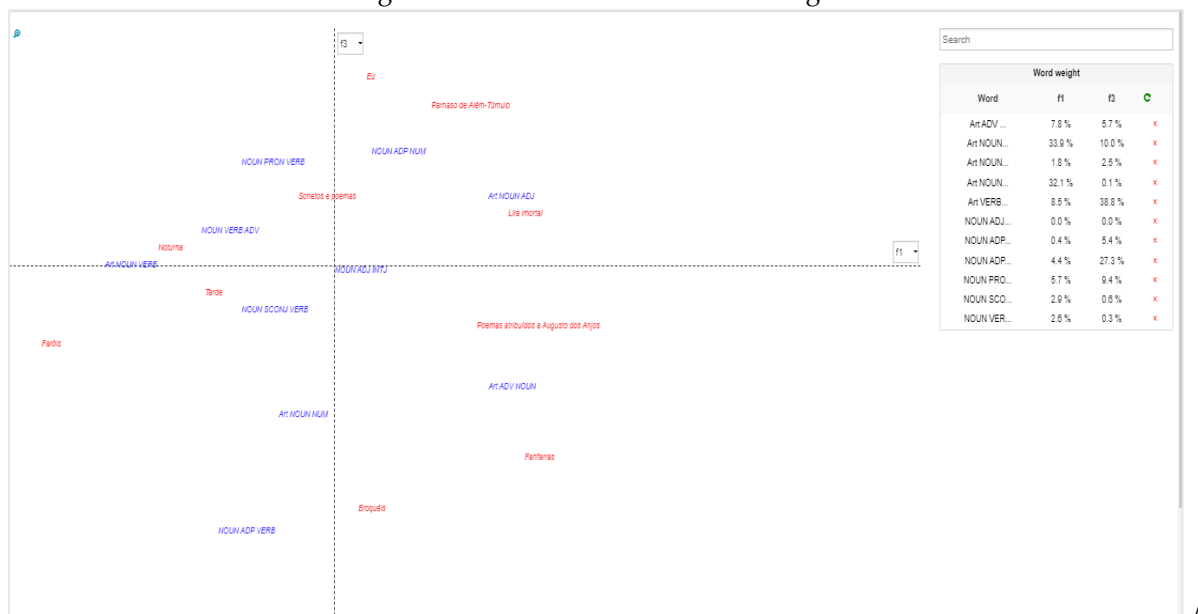 f3
Search
Eu
Word weight
Parnaso de Além-Túmulo
Word f1 f3
Art ADV ... 7.8 % 5.7 % x
Art NOUN... 33.9 % 10.0 % x
NOUN ADP NUM
Art NOUN... 1.8 % 2.5 % x
NOUN PRON VERB
Art NOUN... 32.1 % 0.1 % x
Sonetos e poemas
Art NOUN ADJ
Art VERB... 8.5 % 38.8 % x
Lira Imortal
NOUN ADJ... 0.0 % 0.0 % x
NOUN VERB ADV
NOUN ADP... 0.4 % 5.4 % x
Noturna
f1
NOUN ADP... 4.4 % 27.3 % x
Art NOUN VERB
NOUN ADJ INTJ
NOUN PRO... 5.7 % 9.4 % x
Tarde
NOUN SCO... 2.9 % 0.6 % x
NOUN SCONJ VERB
NOUN VER... 2.6 % 0.3 % x
Poemas atribuídos a Augusto dos Anjos
Faróis
Art ADV NOUN
Art NOUN NUM
Fanfarras
Broquéis
NOUN ADP VERB